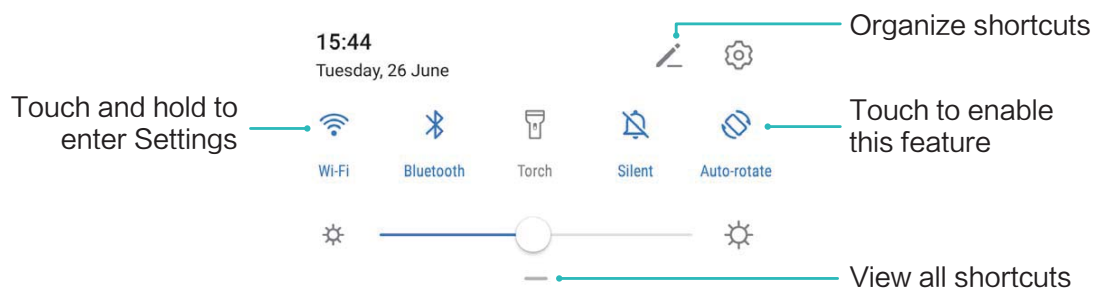 Organize shortcuts
15:44
Tuesday, 26 June
Touch and hold to
enter Settings
Touch to enable
this feature
Wi-Fi
Bluetooth
Torch
Silent
Auto-rotate
View all shortcuts